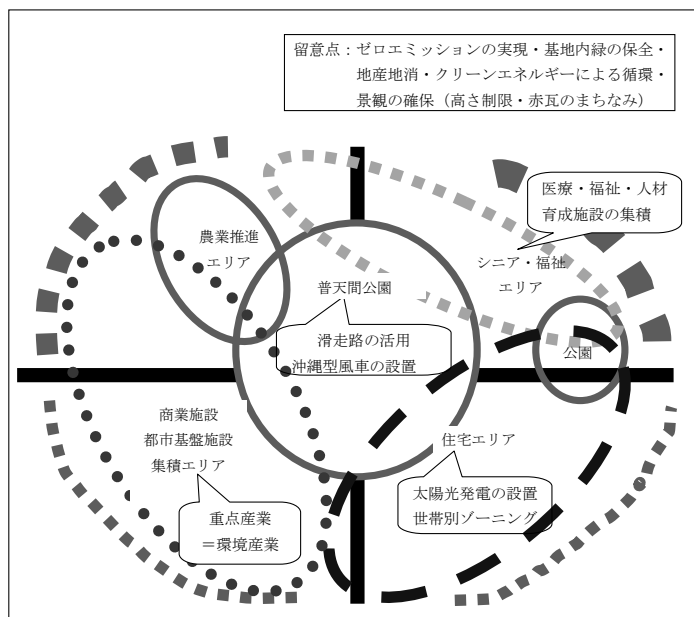 留意点：ゼロエミッションの実現・基地内緑の保全・
地産地消・クリーンエネルギーによる循環・
景観の確保（高さ制限・赤瓦のまちなみ）
医療・福祉・人材
育成施設の集積
農業推進
エリア
シニア・福祉
エリア
普天間公園
滑走路の活用
沖縄型風車の設置
公園
商業施設
都市基盤施設
集積エリア
住宅エリア
重点産業
＝環境産業
太陽光発電の設置
世帯別ゾーニング